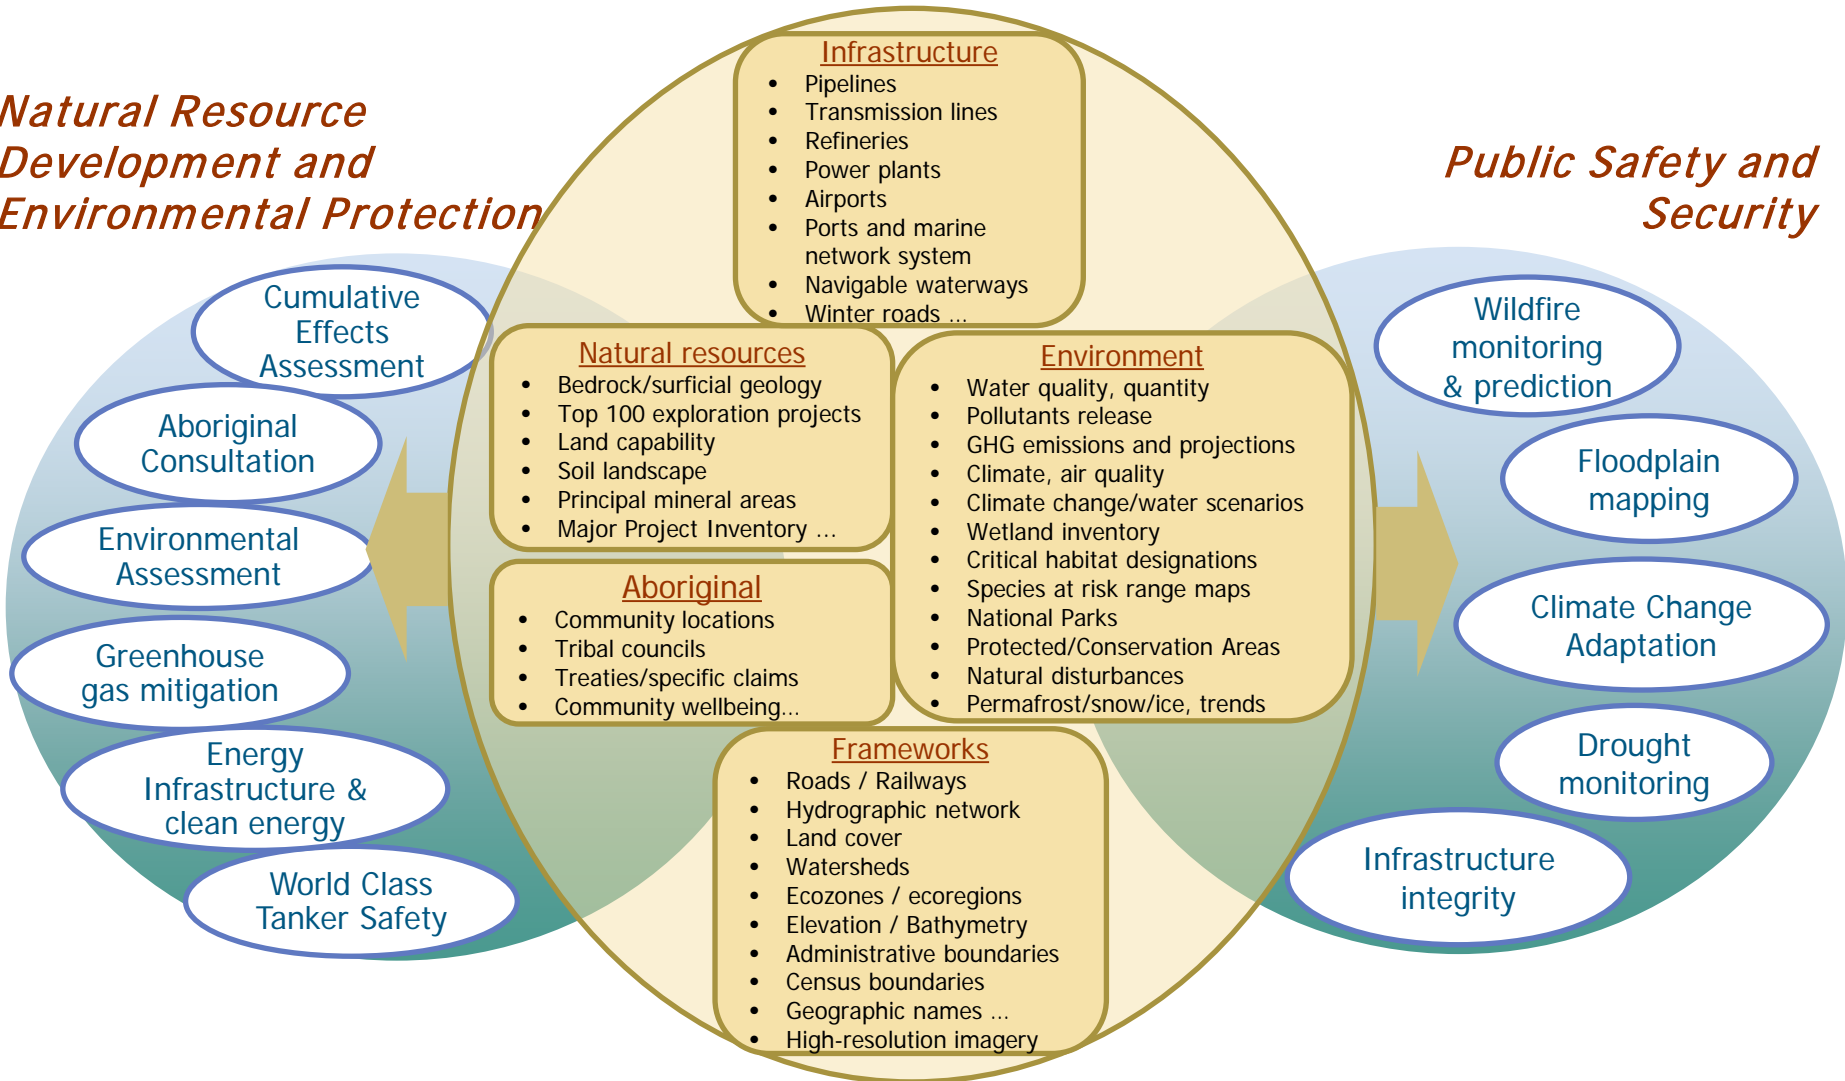 Natural Resource
Development and
Environmental Protection
Cumulative
Effects
Assessment
Aboriginal
Consultation
Environmental
Assessment
Greenhouse
gas mitigation
Energy
Infrastructure &
clean energy
World Class
Tanker Safety
Infrastructure
• Pipelines
• Transmission lines
• Refineries
• Power plants
• Airports
• Ports and marine
network system
• Navigable waterways
• Winter roads ...
Natural resources
• Bedrock/surficial geology
• Top 100 exploration projects
• Land capability
• Soil landscape
• Principal mineral areas
• Major Project Inventory ...
Aboriginal
• Community locations
• Tribal councils
• Treaties/specific claims
• Community wellbeing...
Environment
• Water quality, quantity
• Pollutants release
• GHG emissions and projections
• Climate, air quality
• Climate change/water scenarios
• Wetland inventory
• Critical habitat designations
• Species at risk range maps
• National Parks
• Protected/Conservation Areas
• Natural disturbances
• Permafrost/snow/ice, trends
Frameworks
• Roads / Railways
• Hydrographic network
• Land cover
• Watersheds
• Ecozones / ecoregions
• Elevation / Bathymetry
• Administrative boundaries
• Census boundaries
• Geographic names ...
• High-resolution imagery
Public Safety and
Security
Wildfire
monitoring
& prediction
Floodplain
mapping
Climate Change
Adaptation
Drought
monitoring
Infrastructure
integrity